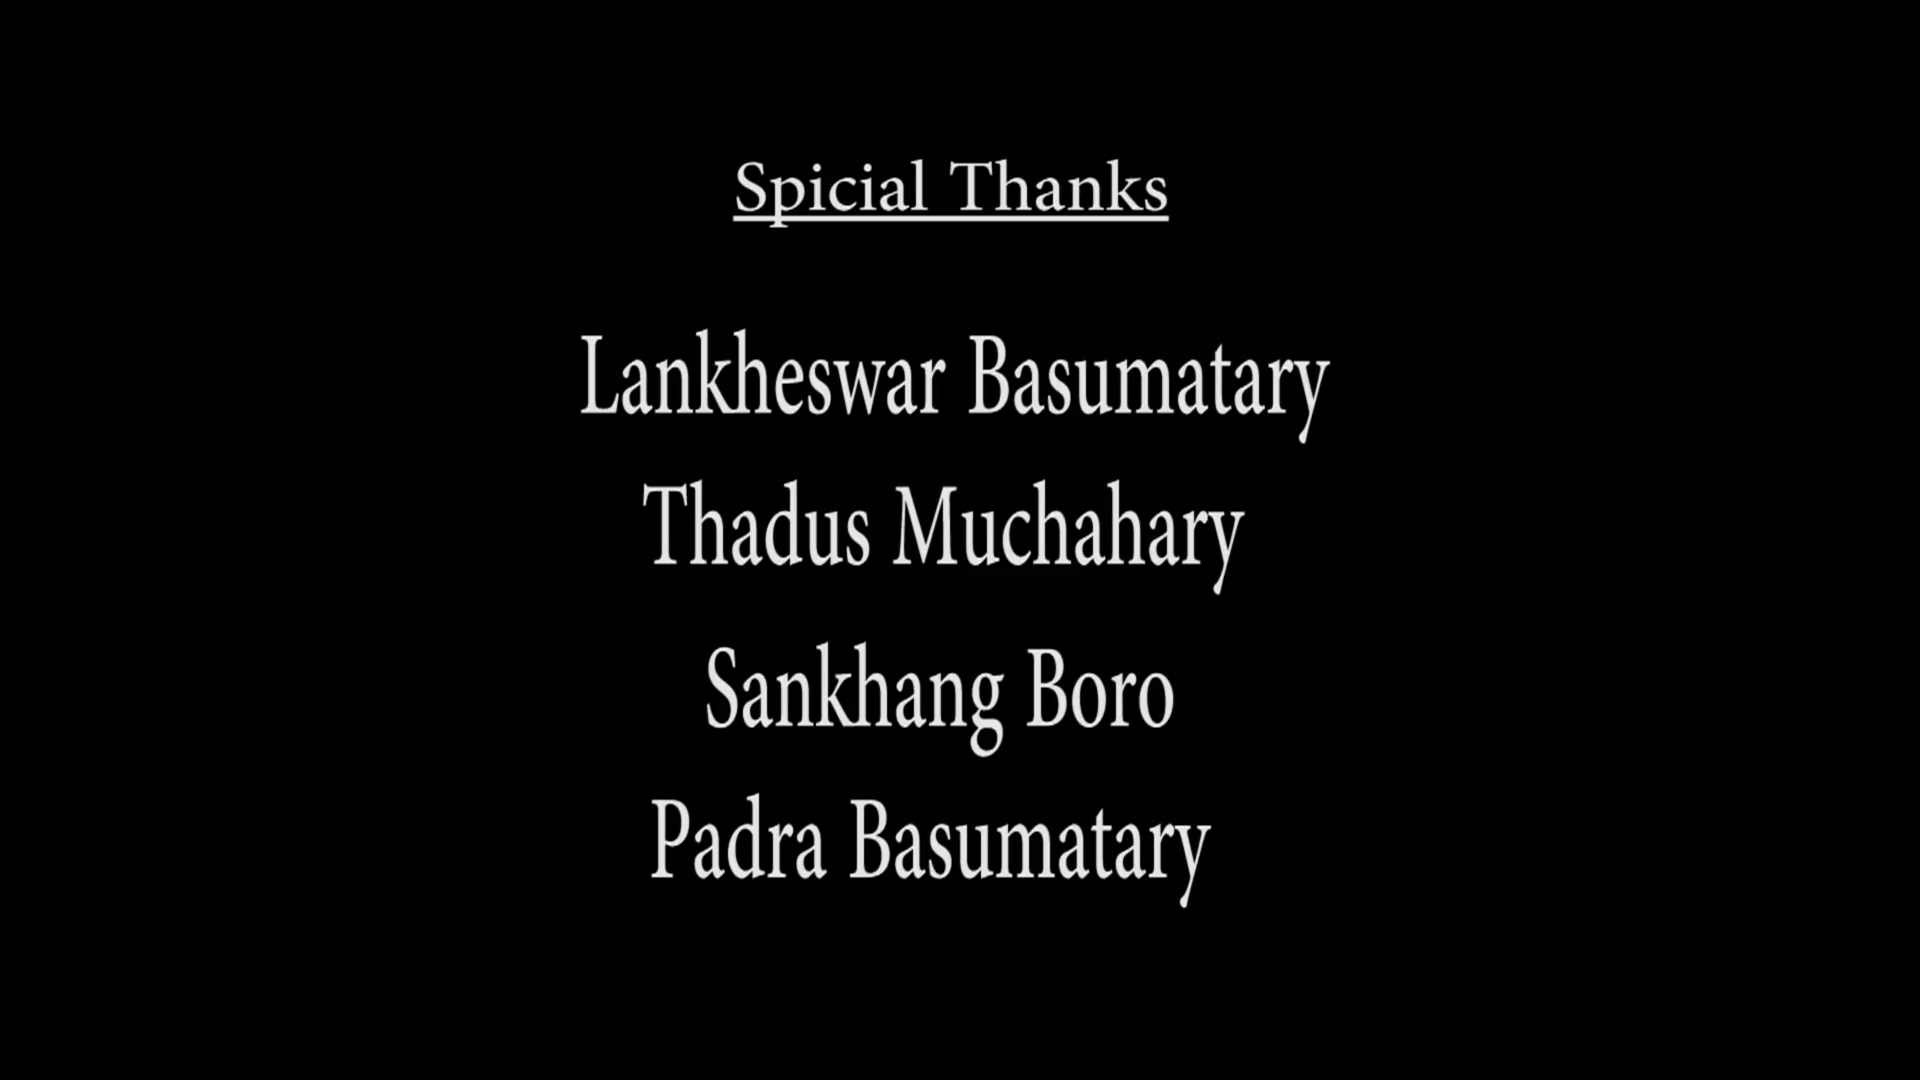 Spicial Thanks
Lankheswar Basumatary
Thadus Muchahary
Sankhang Boro
Padra Basumatary